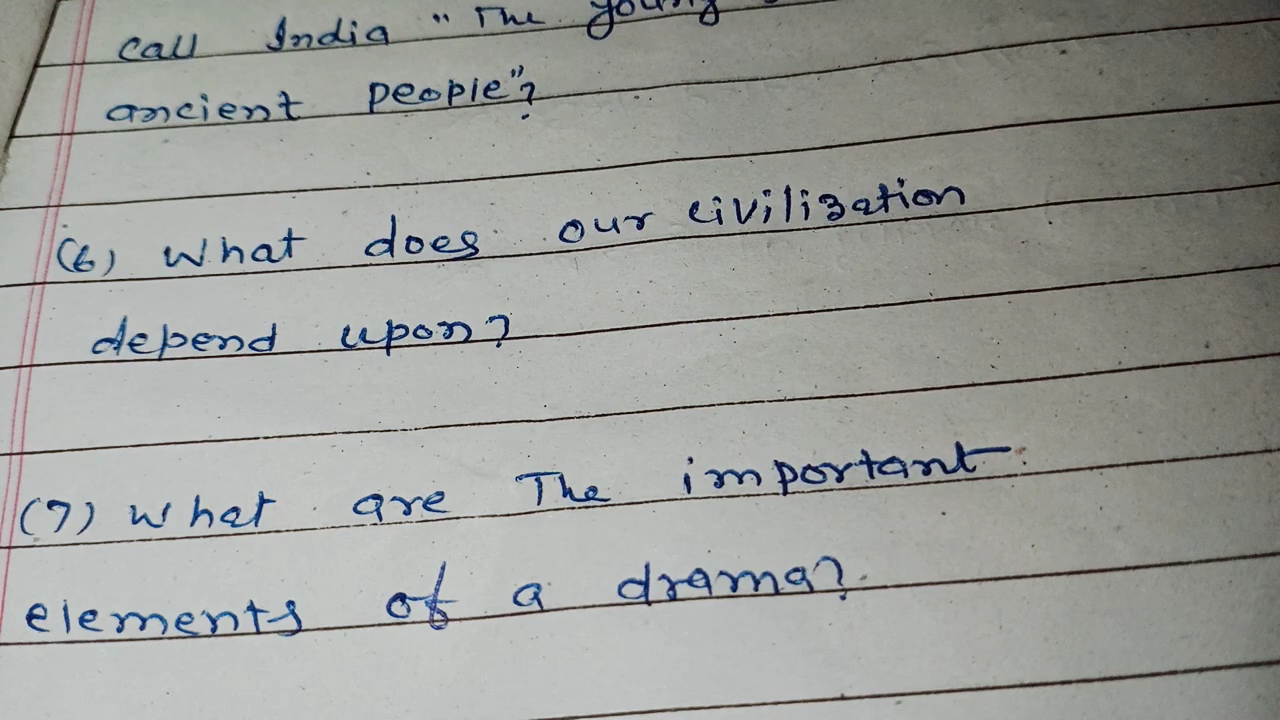 call India "The young
ancient people"?
(6) What does our civilization
depend upon?
(7) What are The important
elements of a drama?